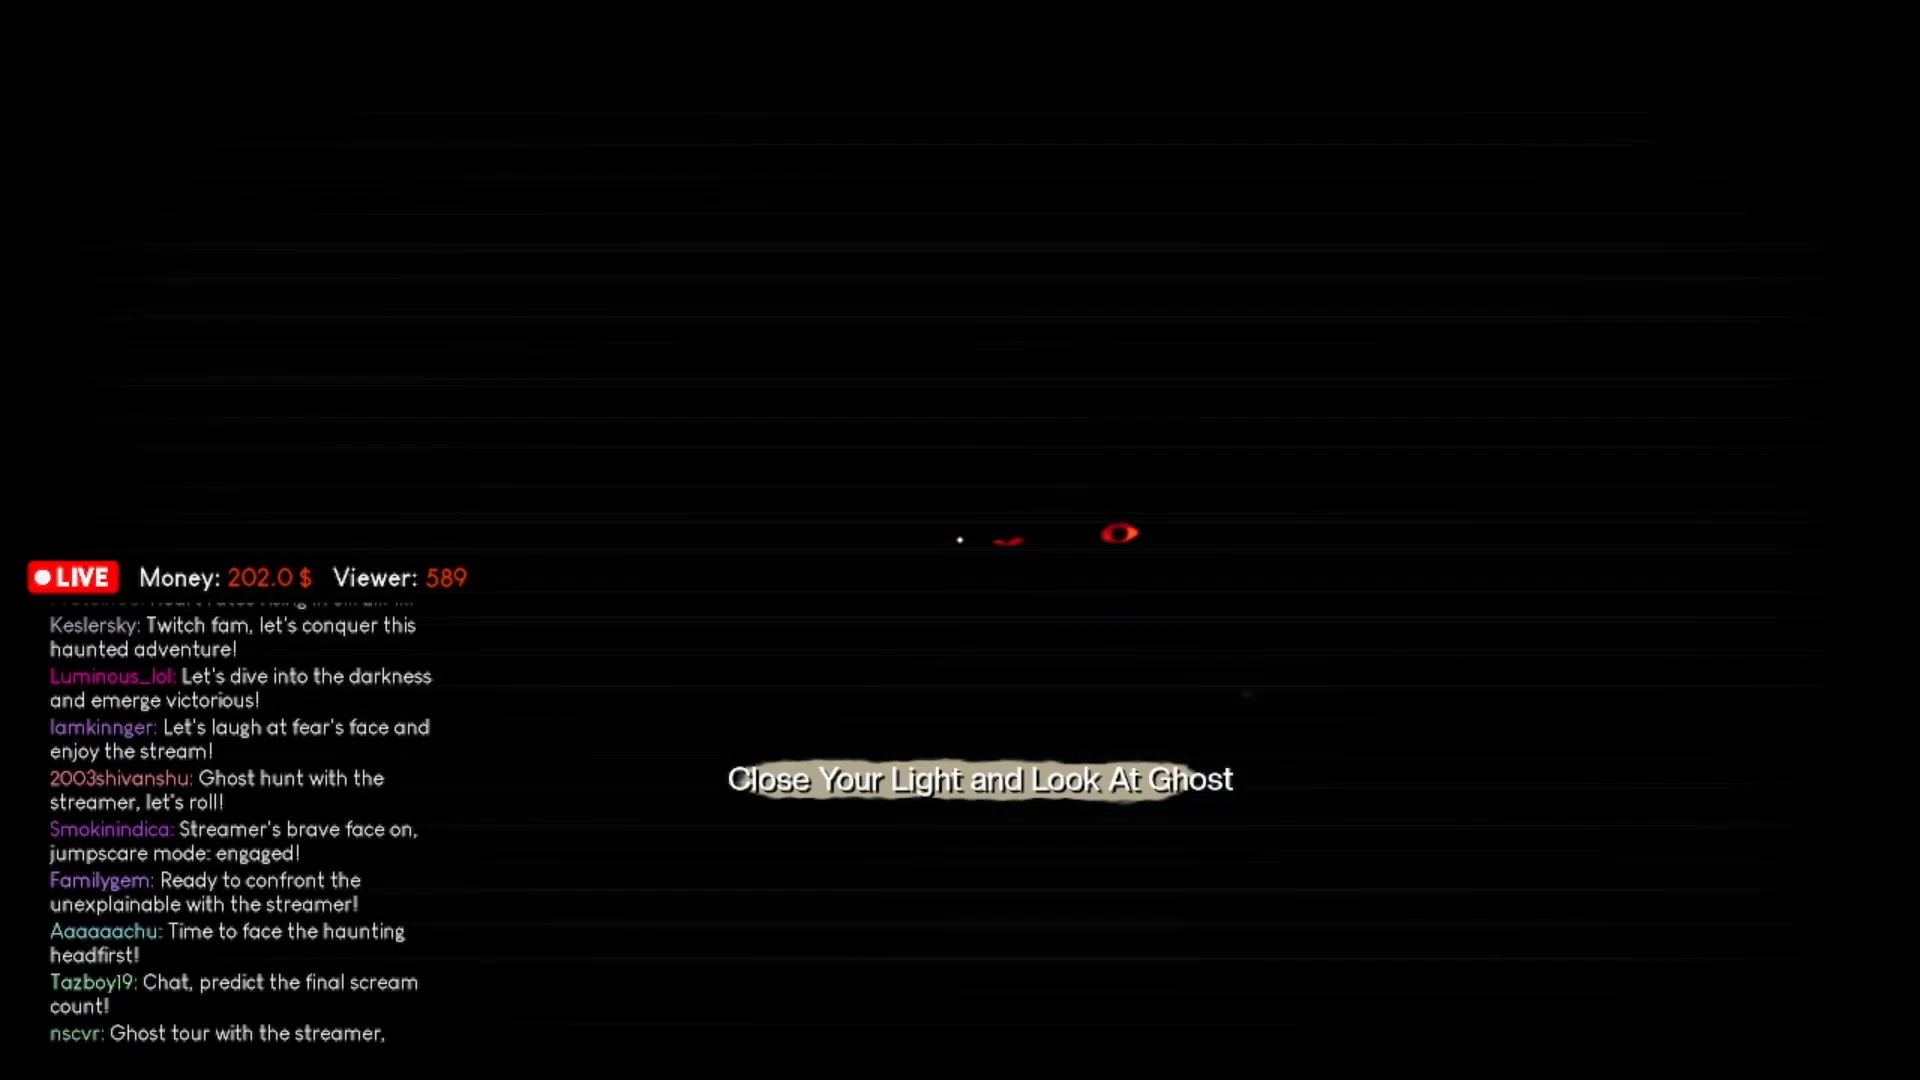 LIVE Money: 202.0 $ Viewer: 589
Keslersky: Twitch fam, let's conquer this
haunted adventure!
Luminous_lol: Let's dive into the darkness
and emerge victorious!
Iamkinnger: Let's laugh at fear's face and
enjoy the stream!
2003shivanshu: Ghost hunt with the
streamer, let's roll!
Smokinindica: Streamer's brave face on,
jumpscare mode: engaged!
Familygem: Ready to confront the
unexplainable with the streamer!
Aaaaaachu: Time to face the haunting
headfirst!
Tazboy19: Chat, predict the final scream
count!
nscvr: Ghost tour with the streamer,
Close Your Light and Look At Ghost